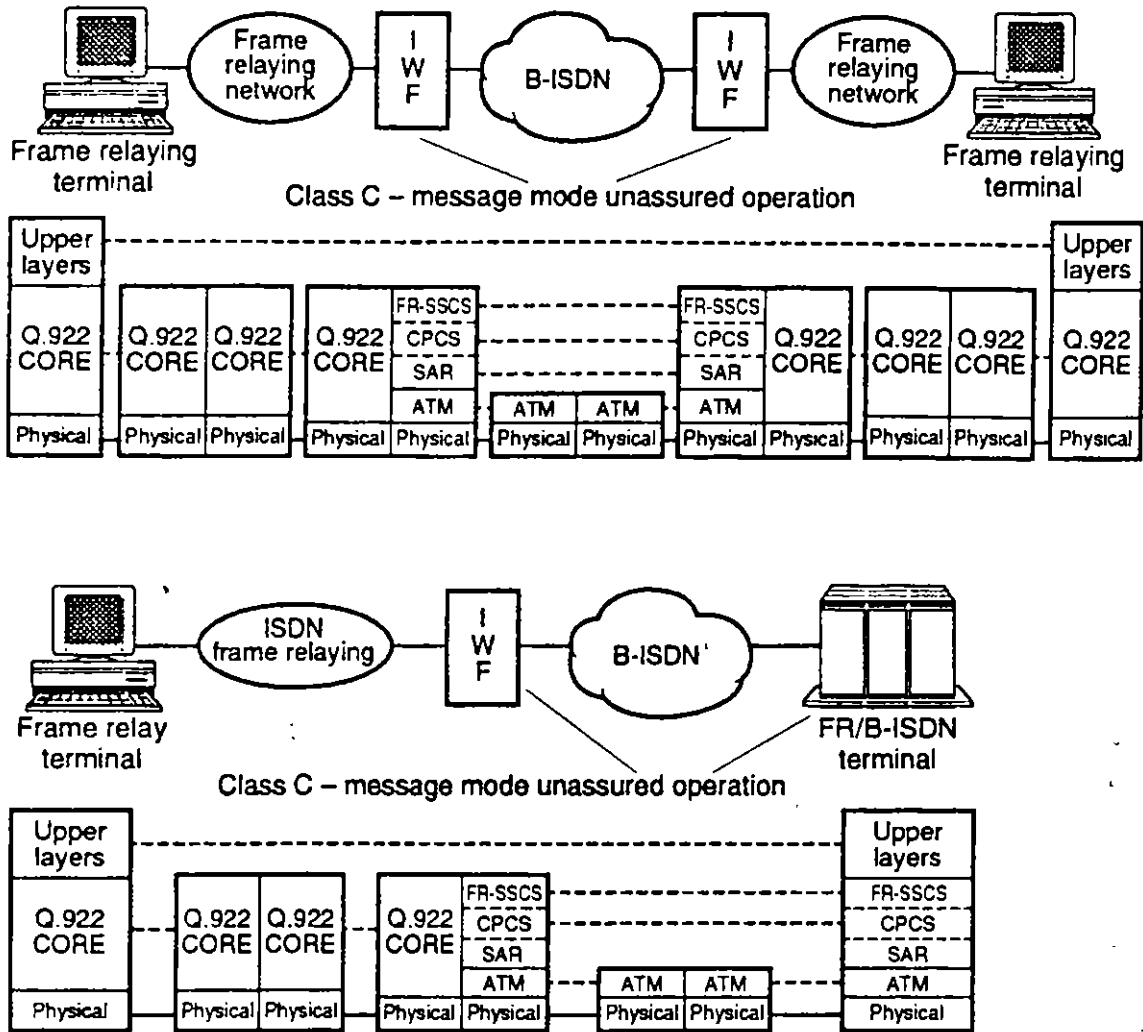 Frame
relaying
network
I
W
F
B-ISDN
I
W
F
Frame
relaying
network
Frame relaying
terminal
Frame relaying
terminal
Class C – message mode unassured operation
Upper
layers
Upper
layers
Q.922
CORE
Q.922
CORE
Q.922
CORE
Q.922
CORE
FR-SSCS
CPCS
SAR
ATM
ATM
ATM
FR-SSCS
CPCS
SAR
ATM
Q.922
CORE
Q.922
CORE
Q.922
CORE
Q.922
CORE
Physical
Physical
Physical
Physical
Physical
Physical
Physical
Physical
Physical
Physical
Physical
Physical
ISDN
frame relaying
I
W
F
B-ISDN
Frame relay
terminal
FR/B-ISDN
terminal
Class C – message mode unassured operation
Upper
layers
Upper
layers
Q.922
CORE
Q.922
CORE
Q.922
CORE
Q.922
CORE
FR-SSCS
CPCS
SAR
ATM
ATM
ATM
FR-SSCS
CPCS
SAR
ATM
Physical
Physical
Physical
Physical
Physical
Physical
Physical
Physical